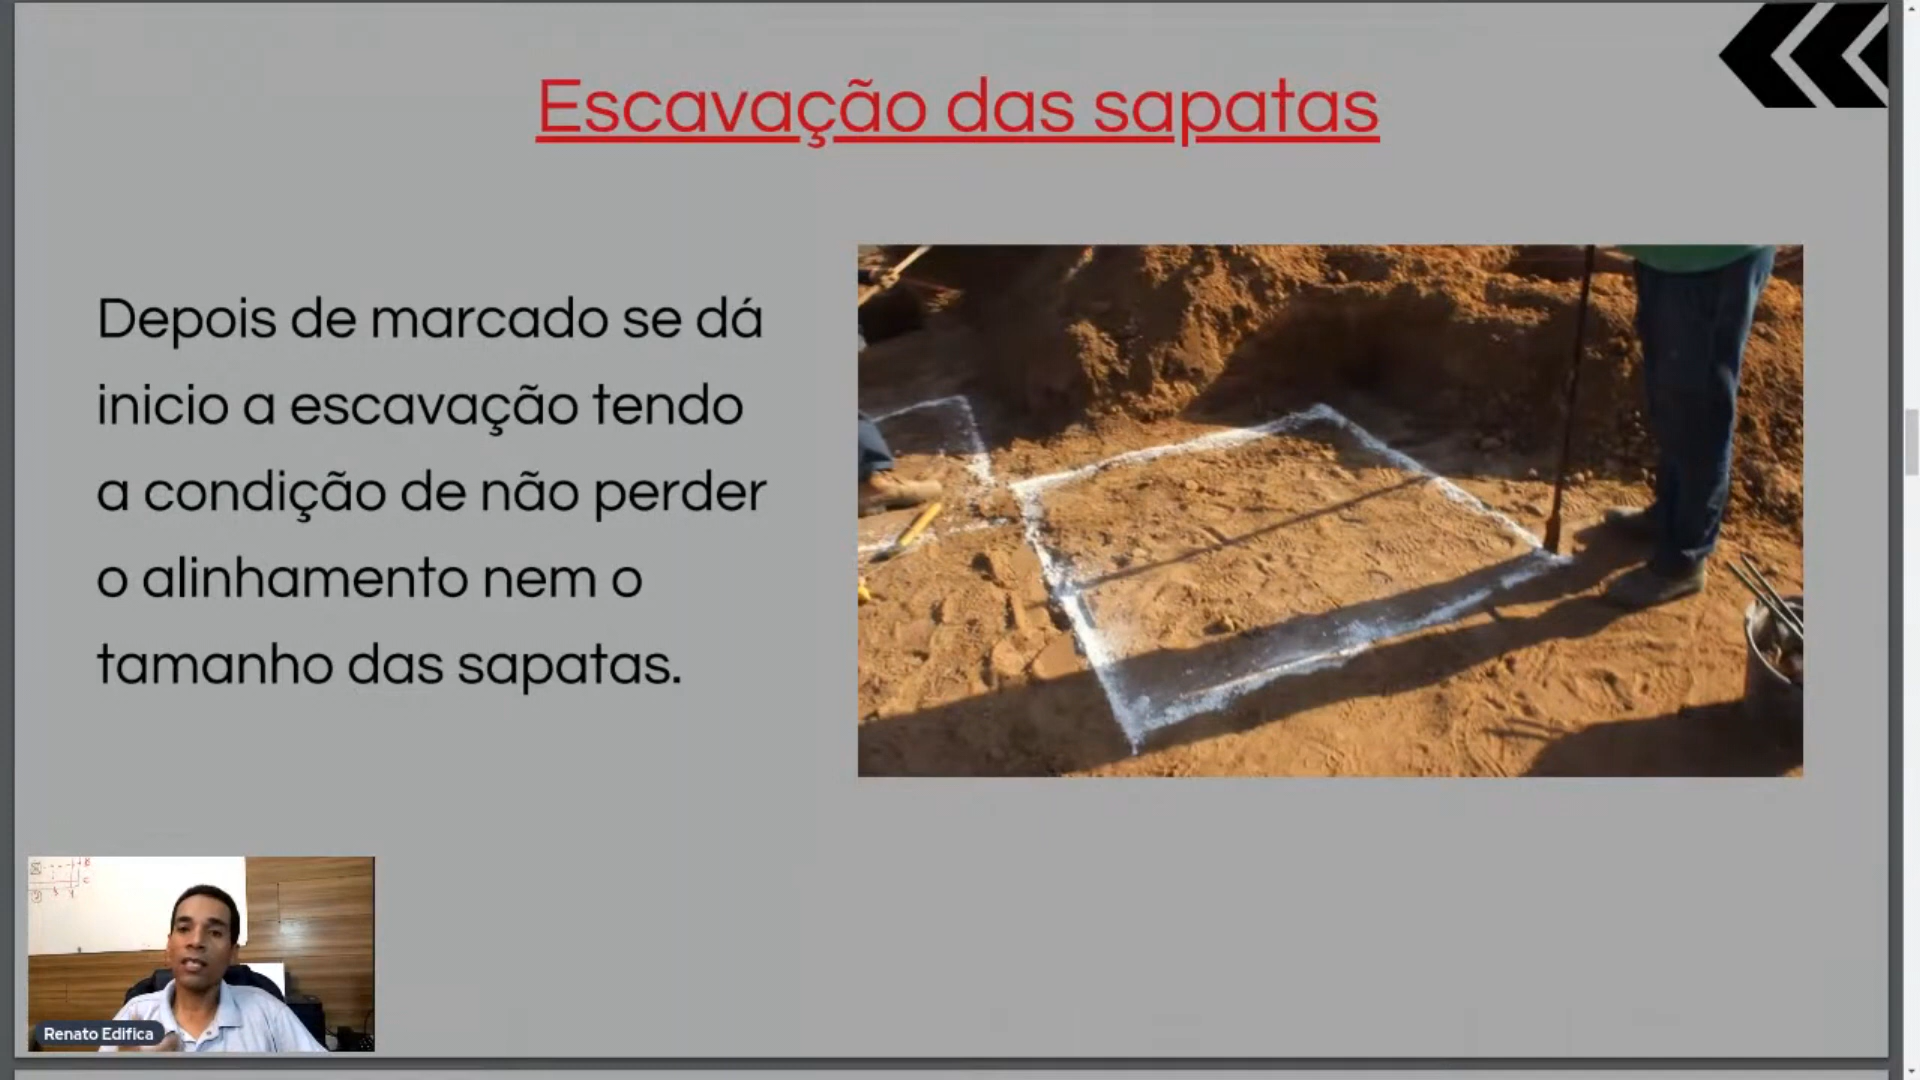 Escavação das sapatas
Depois de marcado se dá
inicio a escavação tendo
a condição de não perder
o alinhamento nem o
tamanho das sapatas.
Renato Edifica